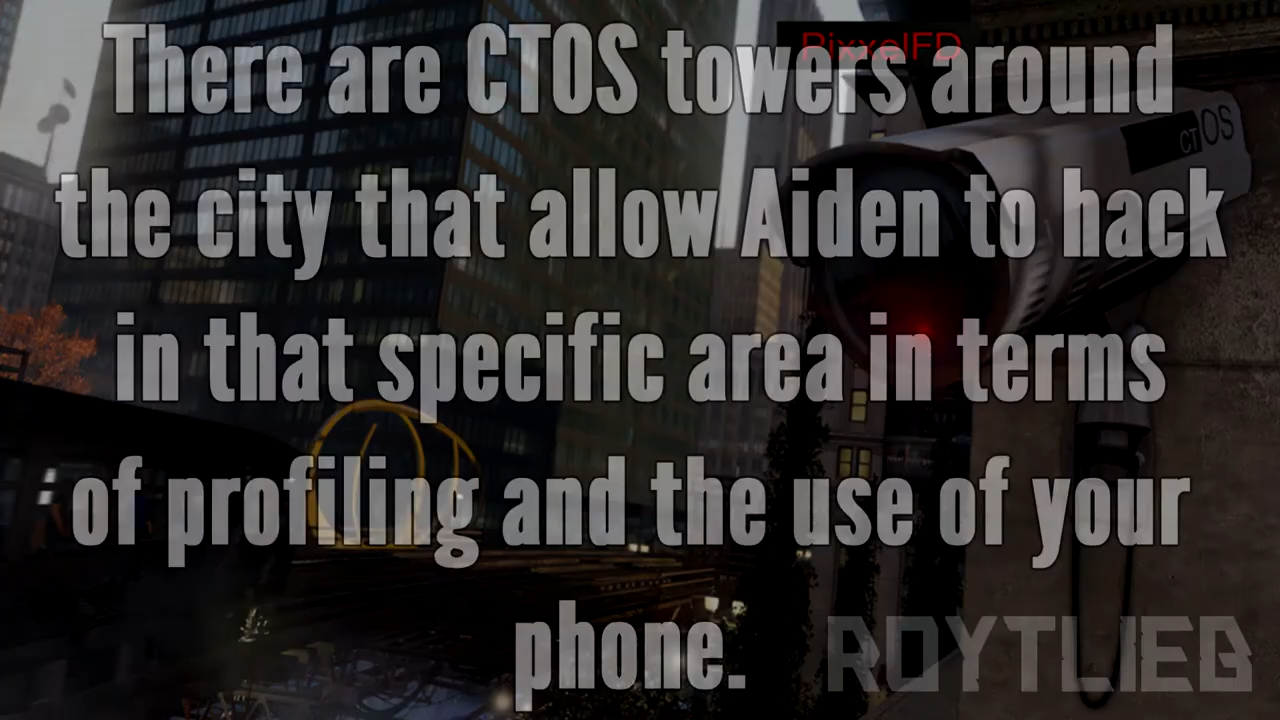 PixxelFD
There are CTOS towers around
CTOS
the city that allow Aiden to hack
in that specific area in terms
of profiling and the use of your
phone.
ROYTLIEB